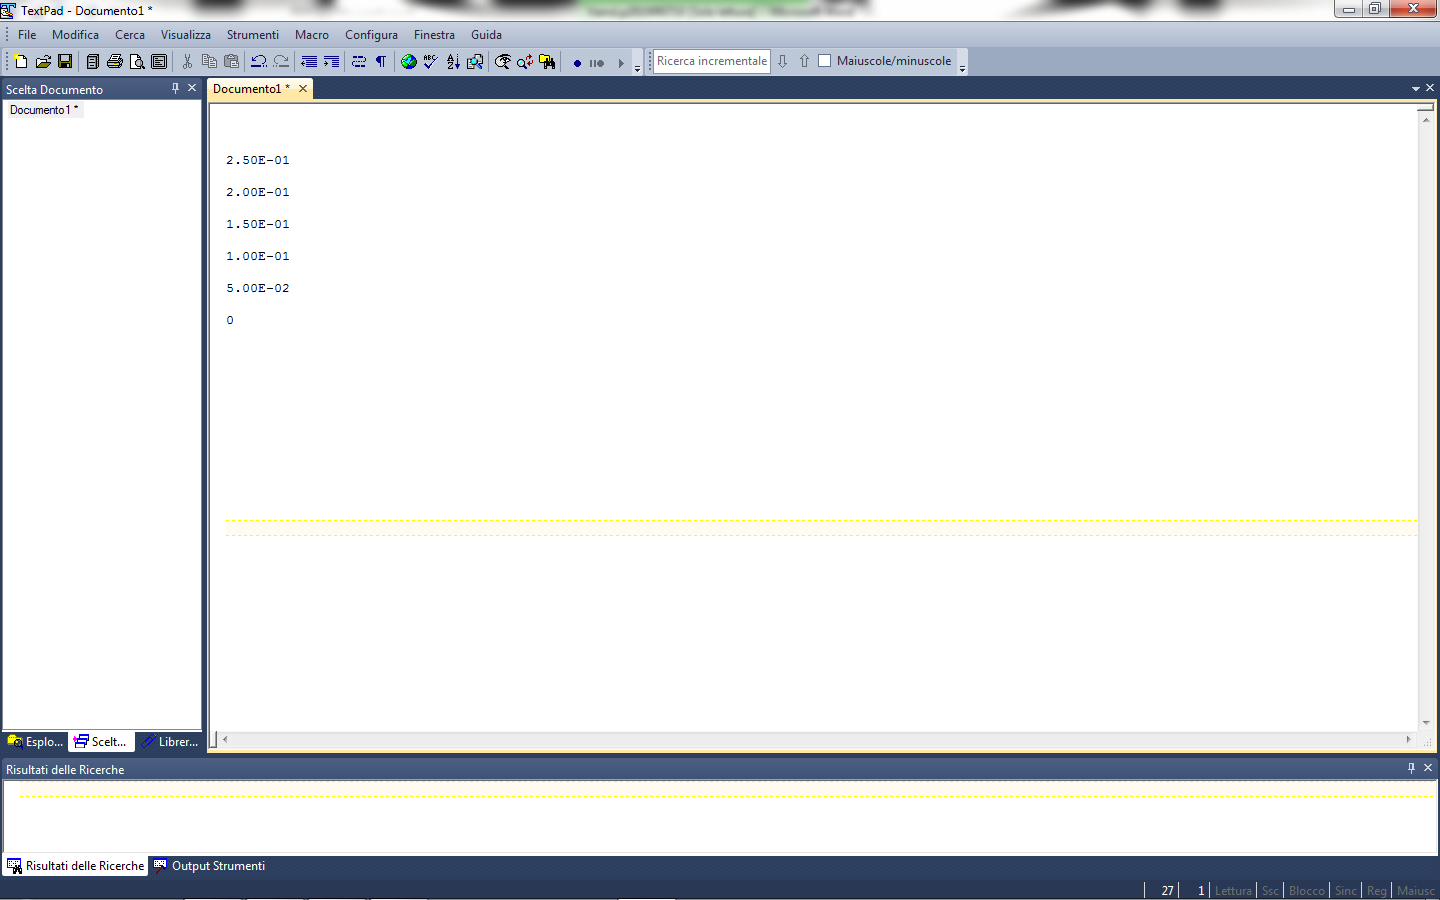 TextPad - Documento1 *
File Modifica Cerca Visualizza Strumenti Macro Configura Finestra Guida
Ricerca incrementale Maiuscole/minuscole
Scelta Documento
Documento1 *
Documento1 *
2.50E-01
2.00E-01
1.50E-01
1.00E-01
5.00E-02
0
Esplo... Scelt... Librer...
Risultati delle Ricerche
Risultati delle Ricerche Output Strumenti
27 1 Lettura Ssc Blocco Sinc Reg Maiusc